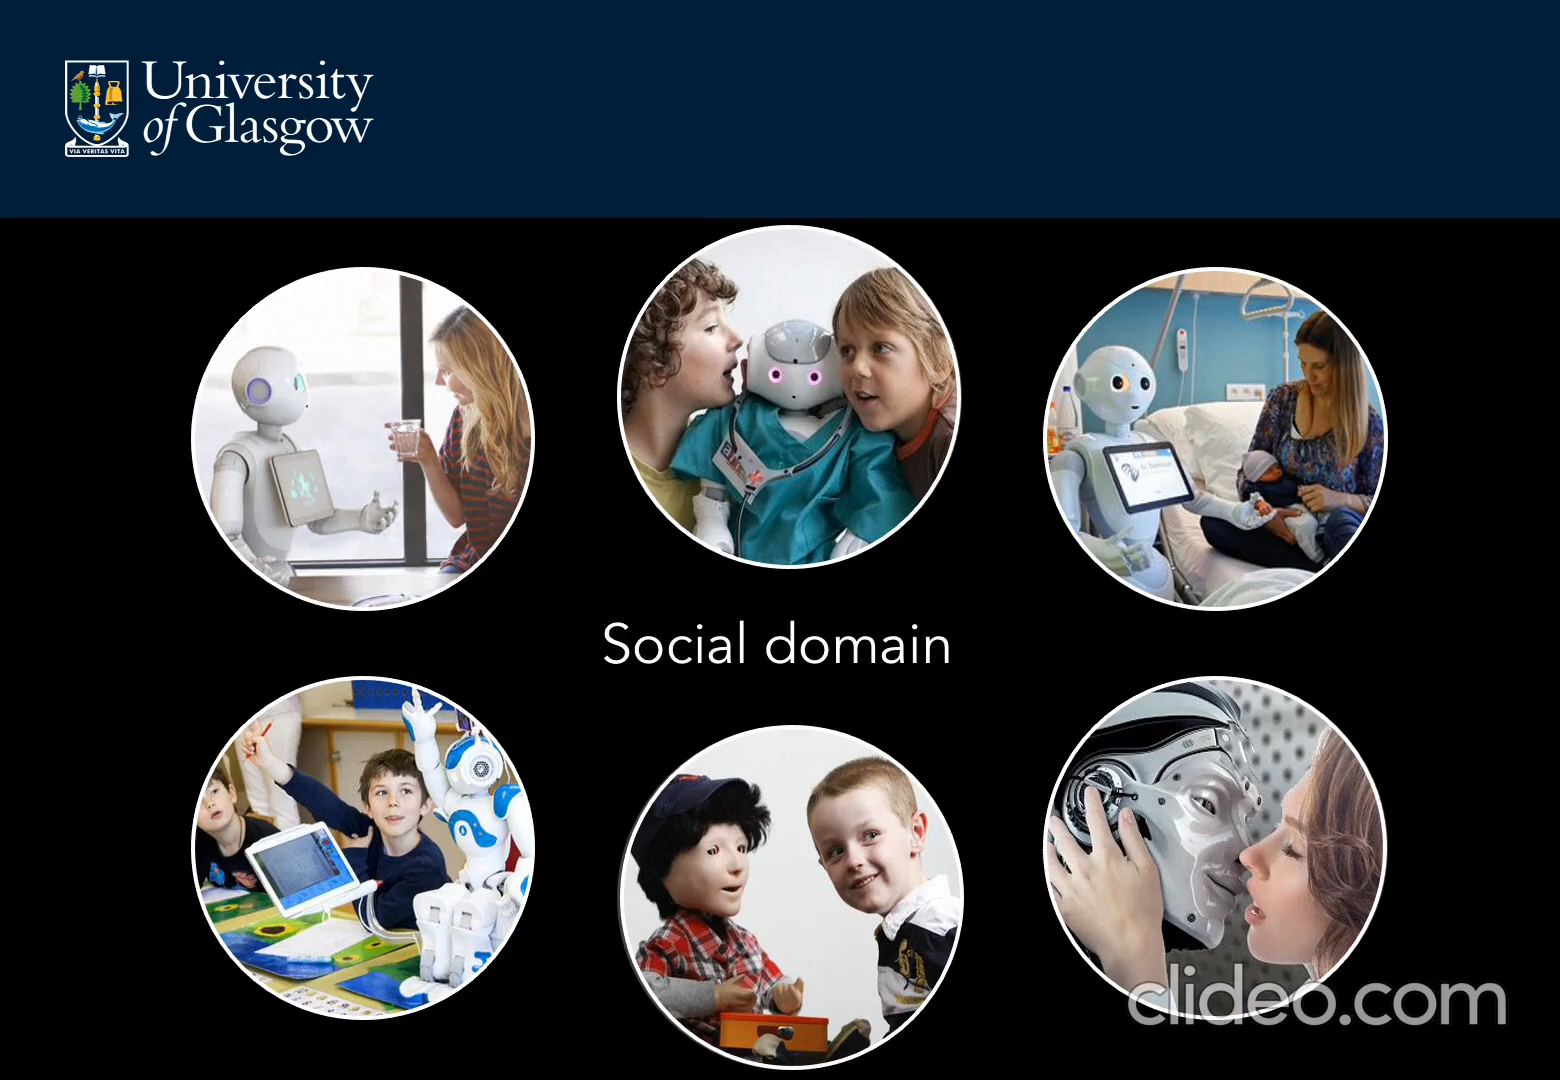 University
of Glasgow
VIA VERITAS VITA
Social domain
clideo.com